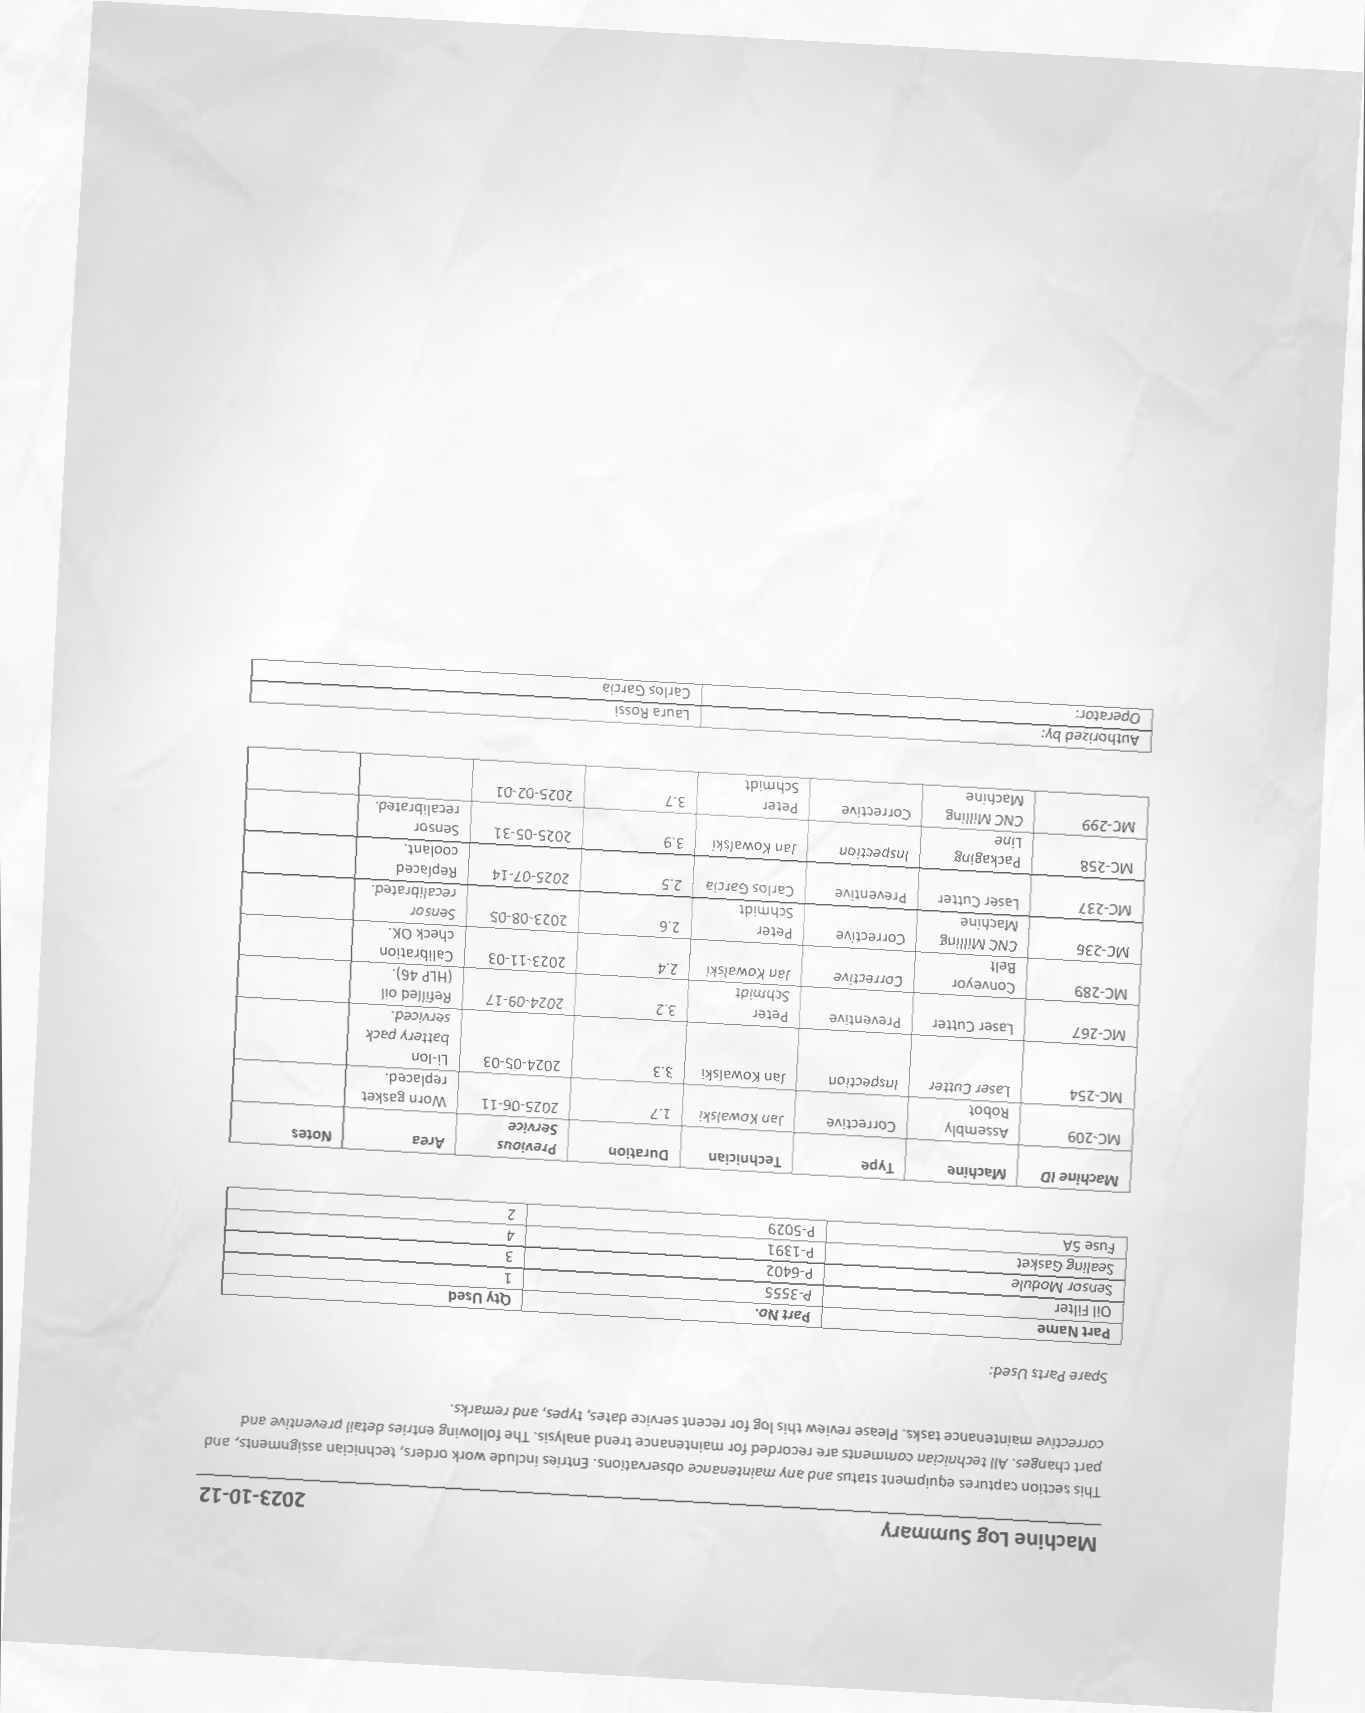 Machine Log Summary 2023-10-12
This section captures equipment status and any maintenance observations. Entries include work orders, technician assignments, and
part changes. All technician comments are recorded for maintenance trend analysis. The following entries detail preventive and
corrective maintenance tasks. Please review this log for recent service dates, types, and remarks.
Spare Parts Used:
Part Name Part No. Qty Used
Oil Filter P-3555 1
Sensor Module P-6402 3
Sealing Gasket P-1391 4
Fuse 5A P-5029 2
Machine ID Machine Type Technician Duration Previous Service Area Notes
MC-209 Assembly Robot Corrective Jan Kowalski 1.7 2025-06-11 Worn gasket replaced.
MC-254 Laser Cutter Inspection Jan Kowalski 3.3 2024-05-03 Li-Ion battery pack serviced.
MC-267 Laser Cutter Preventive Peter Schmidt 3.2 2024-09-17 Refilled oil (HLP 46).
MC-289 Conveyor Belt Corrective Jan Kowalski 2.4 2023-11-03 Calibration check OK.
MC-236 CNC Milling Machine Corrective Peter Schmidt 2.6 2023-08-05 Sensor recalibrated.
MC-237 Laser Cutter Preventive Carlos Garcia 2.5 2025-07-14 Replaced coolant.
MC-258 Packaging Line Inspection Jan Kowalski 3.9 2025-05-31 Sensor recalibrated.
MC-299 CNC Milling Machine Corrective Peter Schmidt 3.7 2025-02-01
Authorized by: Laura Rossi
Operator: Carlos Garcia